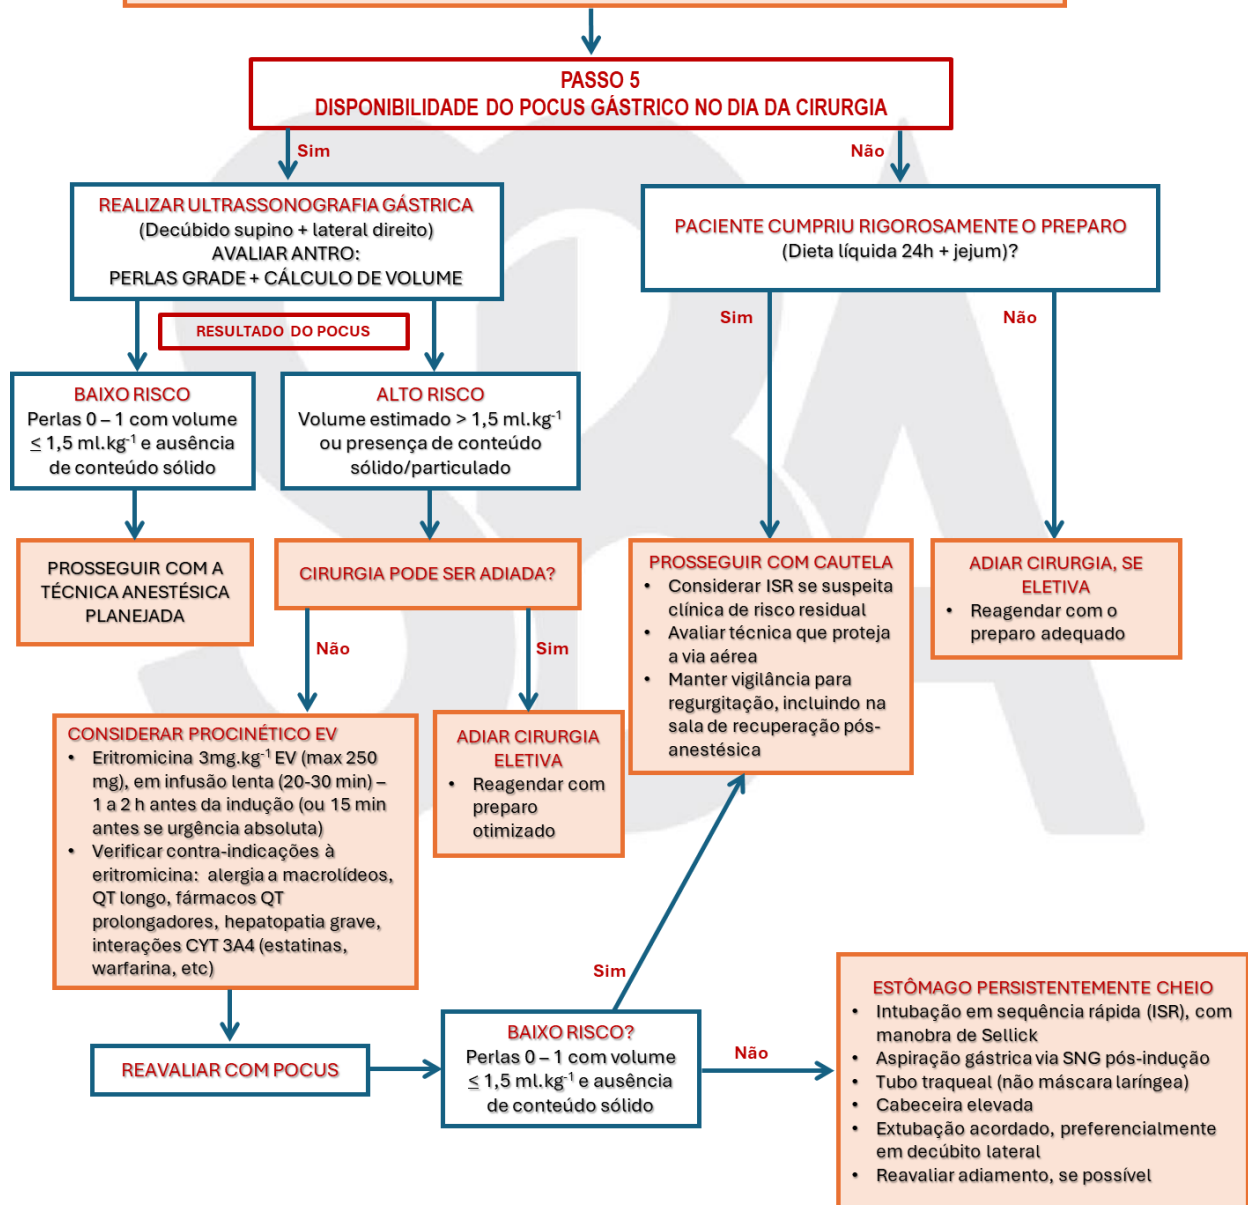 PASSO 5
DISPONIBILIDADE DO POCUS GÁSTRICO NO DIA DA CIRURGIA
Sim
Não
REALIZAR ULTRASSONOGRAFIA GÁSTRICA
(Decúbido supino + lateral direito)
AVALIAR ANTRO:
PERLAS GRADE + CÁLCULO DE VOLUME
PACIENTE CUMPRIU RIGOROSAMENTE O PREPARO
(Dieta líquida 24h + jejum)?
RESULTADO DO POCUS
Sim
Não
BAIXO RISCO
Perlas 0 – 1 com volume
≤ 1,5 ml.kg⁻¹ e ausência
de conteúdo sólido
ALTO RISCO
Volume estimado > 1,5 ml.kg⁻¹
ou presença de conteúdo
sólido/particulado
PROSSEGUIR COM A
TÉCNICA ANESTÉSICA
PLANEJADA
CIRURGIA PODE SER ADIADA?
PROSSEGUIR COM CAUTELA
• Considerar ISR se suspeita
clínica de risco residual
• Avaliar técnica que proteja
a via aérea
• Manter vigilância para
regurgitação, incluindo na
sala de recuperação pós-
anestésica
ADIAR CIRURGIA, SE
ELETIVA
• Reagendar com o
preparo adequado
Não
Sim
CONSIDERAR PROCINÉTICO EV
• Eritromicina 3mg.kg⁻¹ EV (max 250
mg), em infusão lenta (20-30 min) –
1 a 2 h antes da indução (ou 15 min
antes se urgência absoluta)
• Verificar contra-indicações à
eritromicina: alergia a macrolídeos,
QT longo, fármacos QT
prolongadores, hepatopatia grave,
interações CYT 3A4 (estatinas,
warfarina, etc)
ADIAR CIRURGIA
ELETIVA
• Reagendar com
preparo
otimizado
REAVALIAR COM POCUS
BAIXO RISCO?
Perlas 0 – 1 com volume
≤ 1,5 ml.kg⁻¹ e ausência
de conteúdo sólido
Sim
Não
ESTÔMAGO PERSISTENTEMENTE CHEIO
• Intubação em sequência rápida (ISR), com
manobra de Sellick
• Aspiração gástrica via SNG pós-indução
• Tubo traqueal (não máscara laríngea)
• Cabeceira elevada
• Extubação acordado, preferencialmente
em decúbito lateral
• Reavaliar adiamento, se possível
SBA